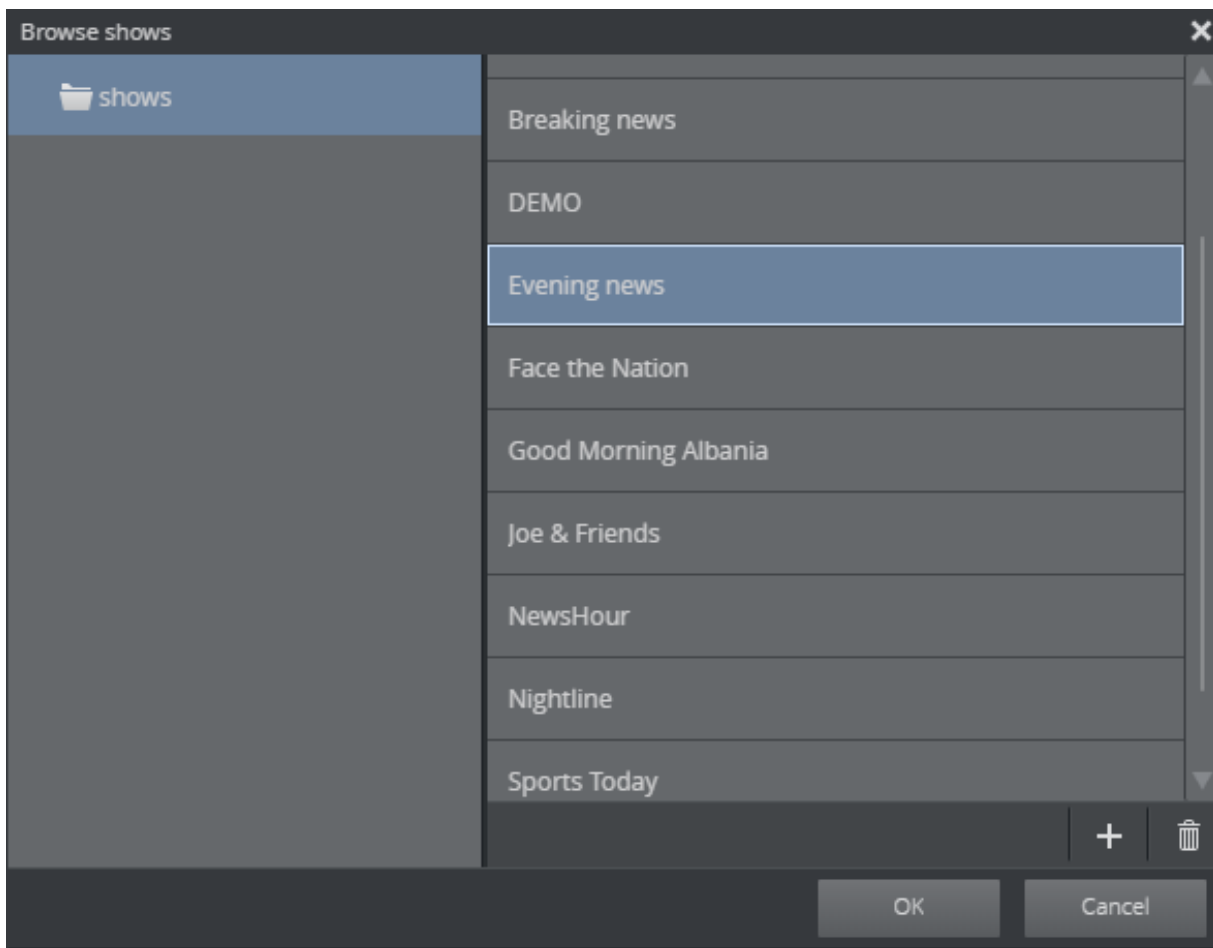 Browse shows
shows
Breaking news
DEMO
Evening news
Face the Nation
Good Morning Albania
Joe & Friends
NewsHour
Nightline
Sports Today
OK
Cancel